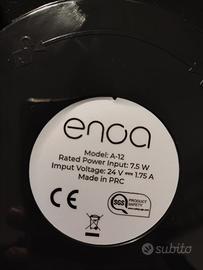 enoa
Model: A-12
Rated Power Input: 7.5 W
Imput Voltage: 24 V 1.75 A
Made in PRC
CE
SGS
PRODUCT
SAFETY
subito